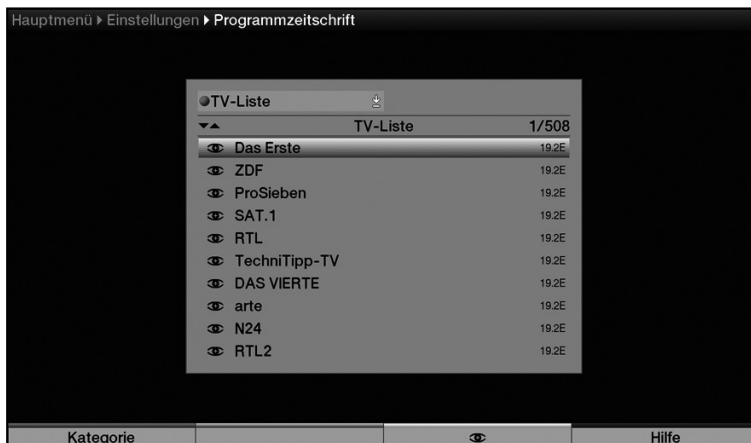 Hauptmenü ▸ Einstellungen ▸ Programmzeitschrift
TV-Liste
TV-Liste 1/508
Das Erste 19.2E
ZDF 19.2E
ProSieben 19.2E
SAT.1 19.2E
RTL 19.2E
TechniTipp-TV 19.2E
DAS VIERTE 19.2E
arte 19.2E
N24 19.2E
RTL2 19.2E
Kategorie Hilfe